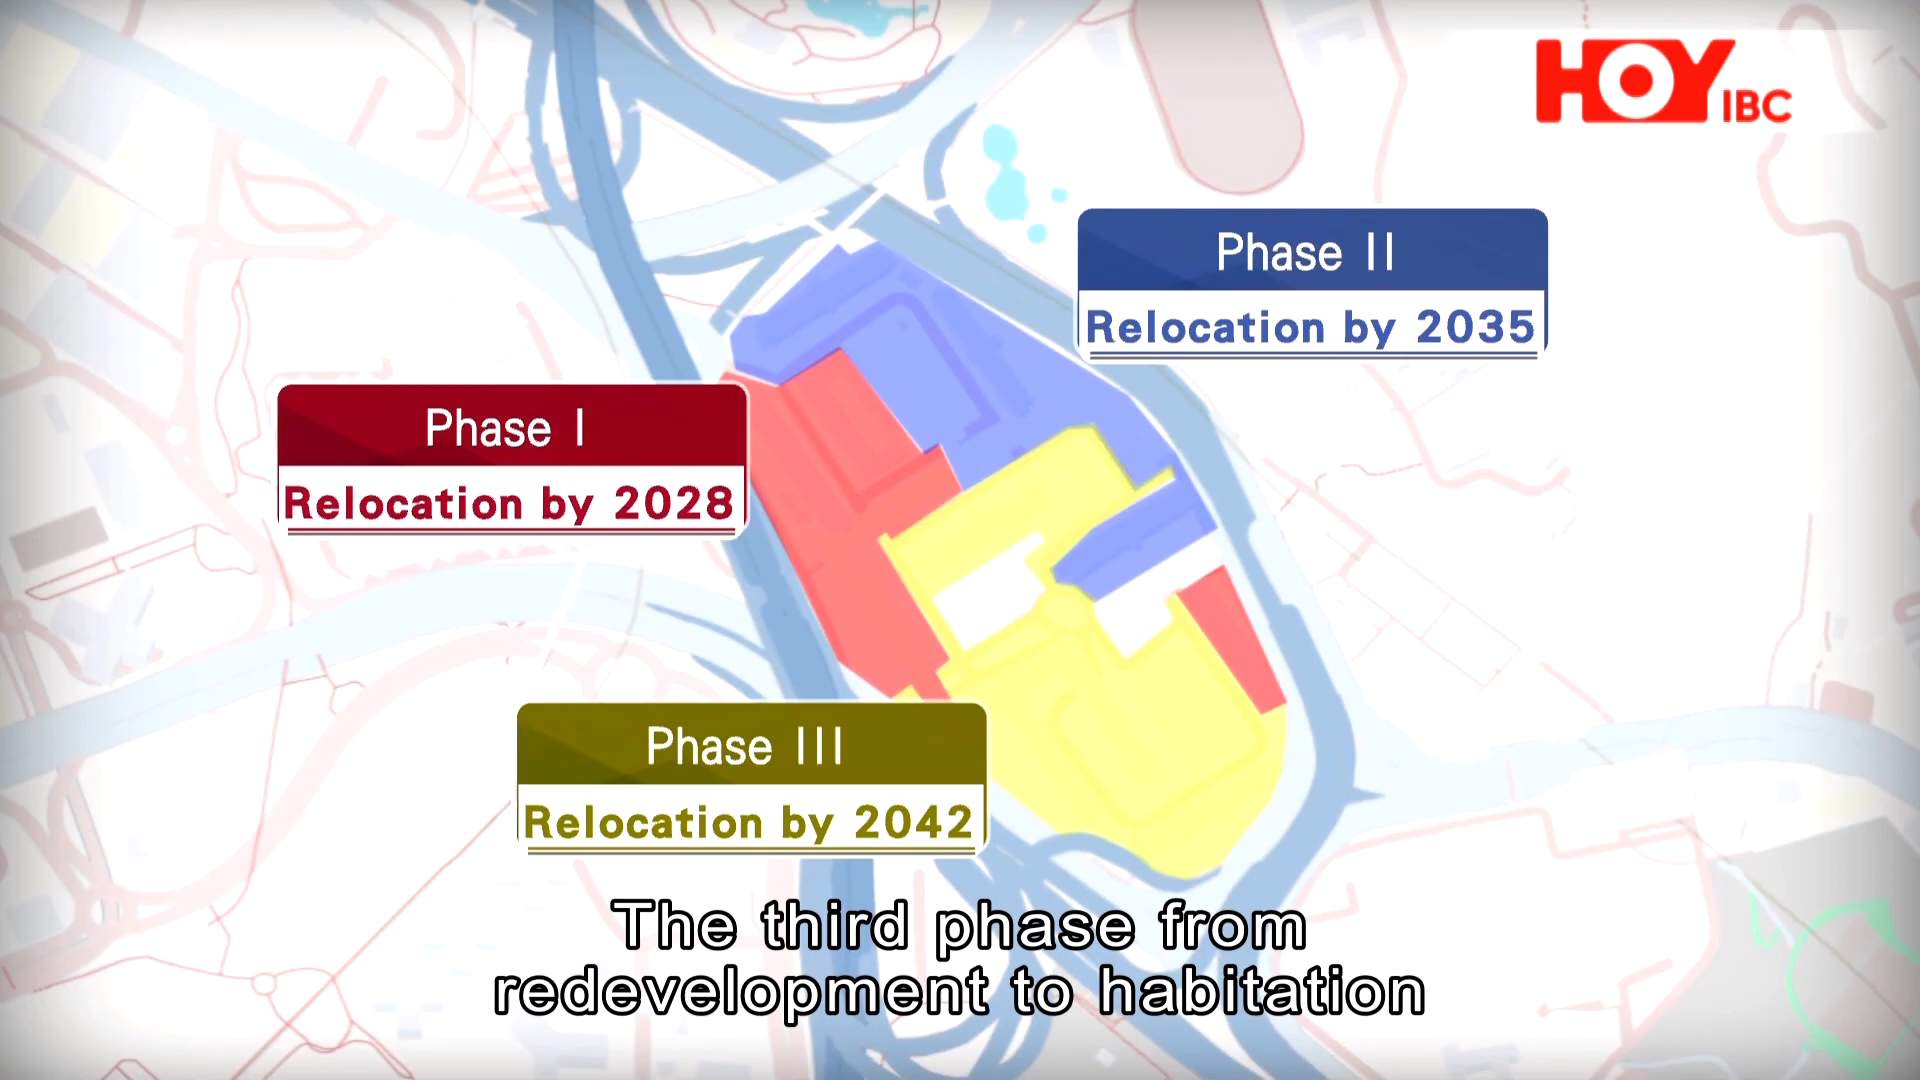 HOY IBC
Phase II
Relocation by 2035
Phase I
Relocation by 2028
Phase III
Relocation by 2042
The third phase from
redevelopment to habitation